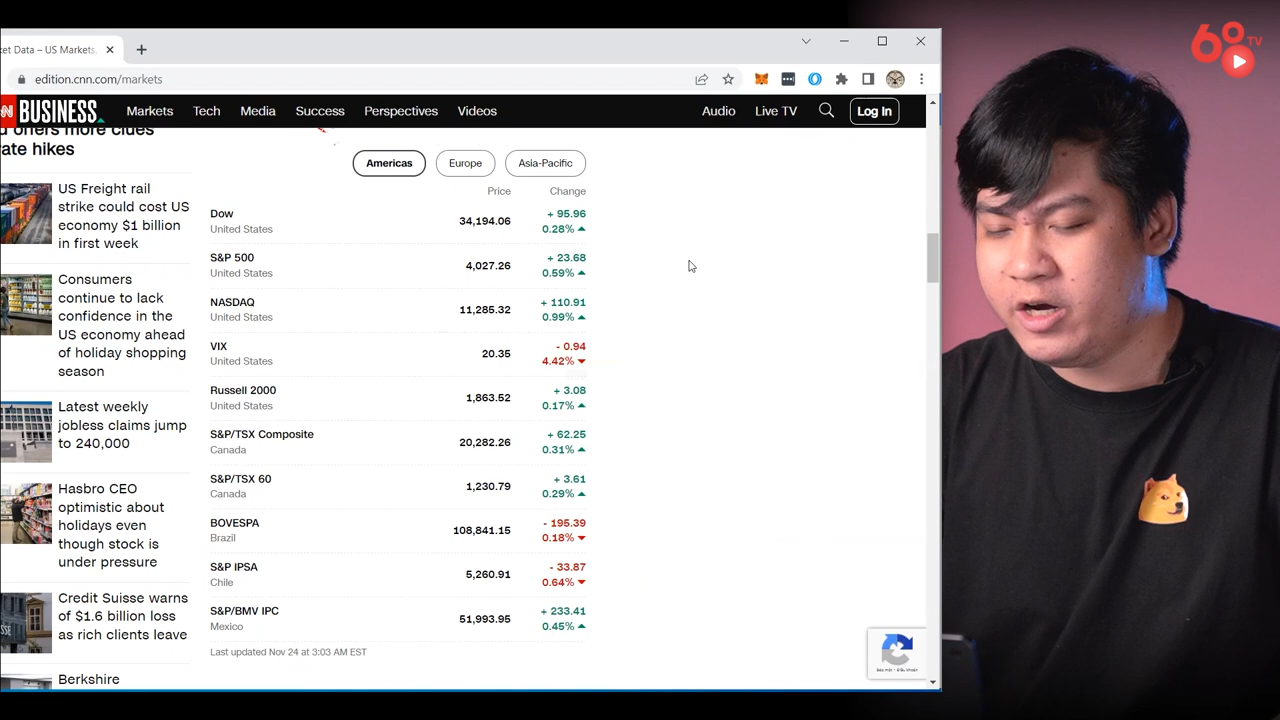 ket Data – US Markets,
edition.cnn.com/markets
BUSINESS
Markets
Tech
Media
Success
Perspectives
Videos
Audio
Live TV
Log In
68
TV
d offers more clues
rate hikes
US Freight rail
strike could cost US
economy $1 billion
in first week
Consumers
continue to lack
confidence in the
US economy ahead
of holiday shopping
season
Latest weekly
jobless claims jump
to 240,000
Hasbro CEO
optimistic about
holidays even
though stock is
under pressure
Credit Suisse warns
of $1.6 billion loss
as rich clients leave
Berkshire
Americas
Europe
Asia-Pacific
Price
Change
Dow
United States
34,194.06
+ 95.96
0.28%
S&P 500
United States
4,027.26
+ 23.68
0.59%
NASDAQ
United States
11,285.32
+ 110.91
0.99%
VIX
United States
20.35
- 0.94
4.42%
Russell 2000
United States
1,863.52
+ 3.08
0.17%
S&P/TSX Composite
Canada
20,282.26
+ 62.25
0.31%
S&P/TSX 60
Canada
1,230.79
+ 3.61
0.29%
BOVESPA
Brazil
108,841.15
- 195.39
0.18%
S&P IPSA
Chile
5,260.91
- 33.87
0.64%
S&P/BMV IPC
Mexico
51,993.95
+ 233.41
0.45%
Last updated Nov 24 at 3:03 AM EST
Bảo mật - Điều khoản